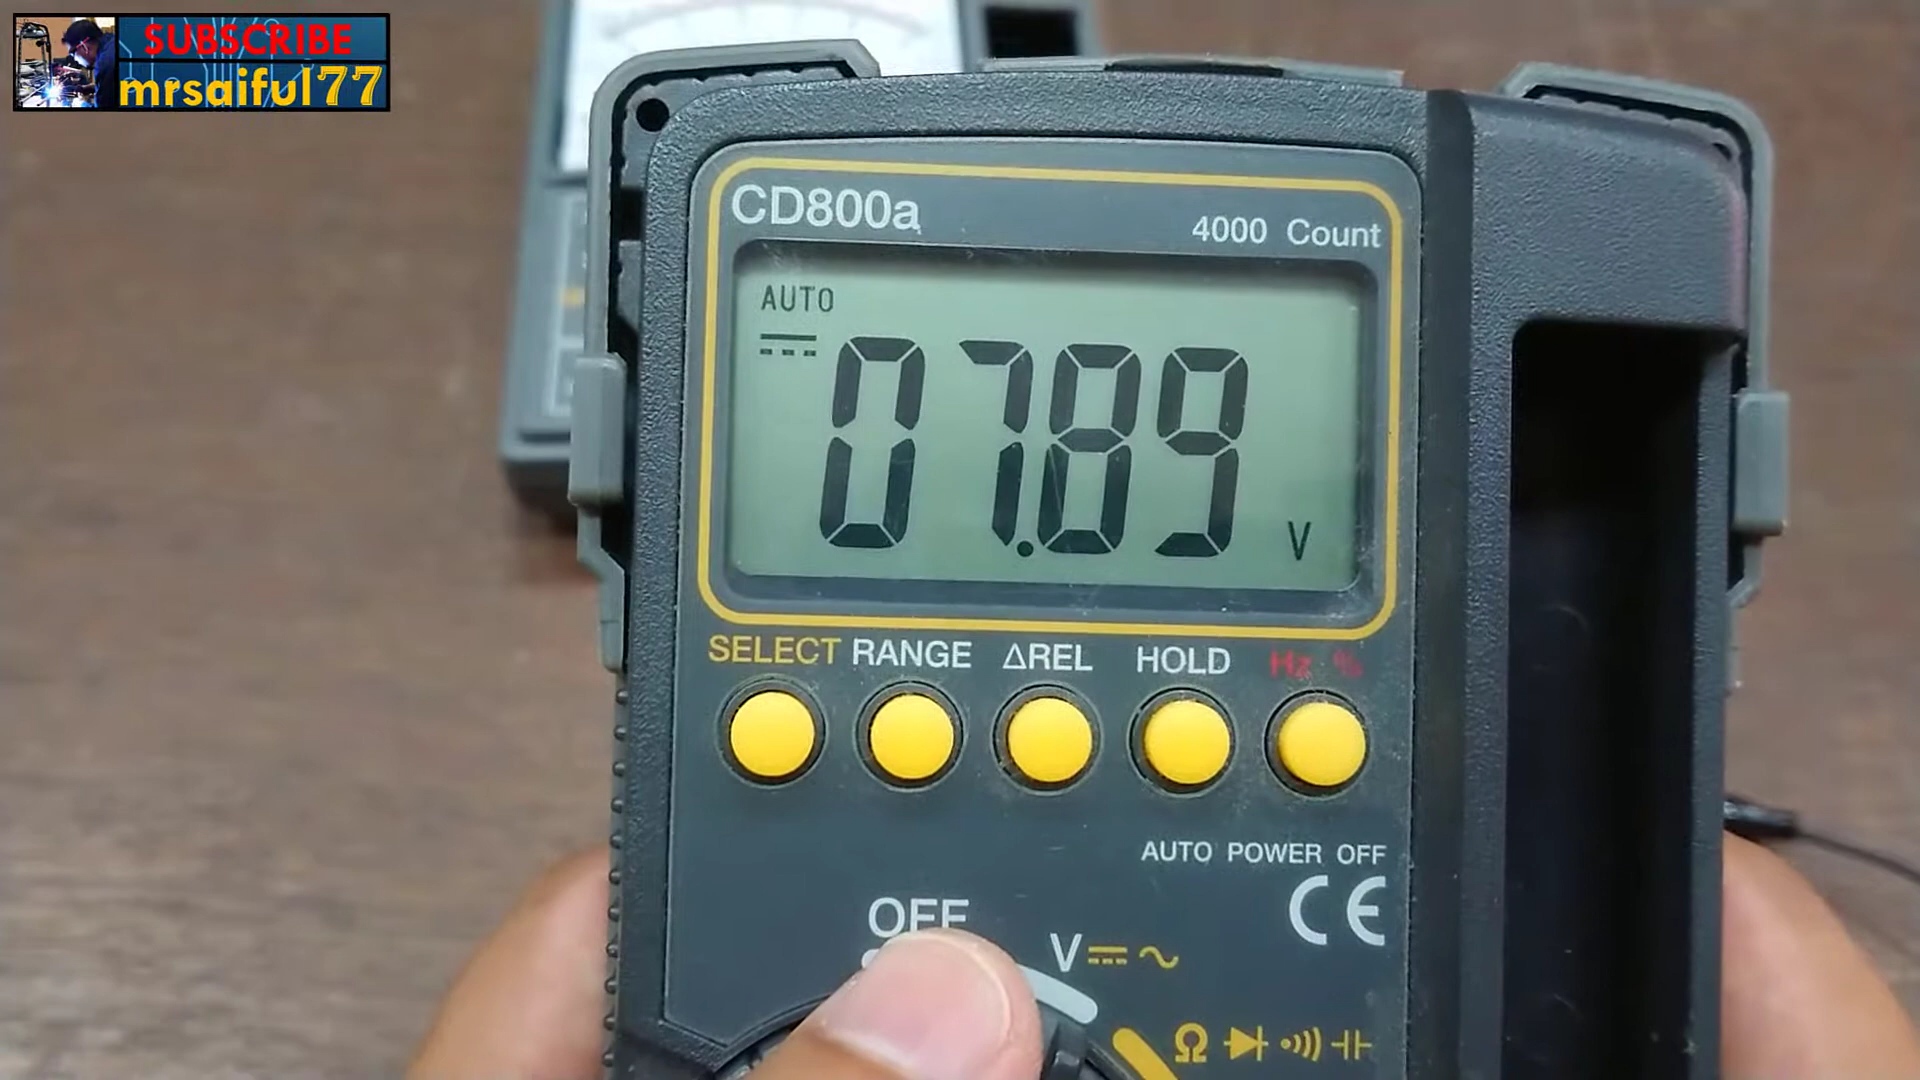 SUBSCRIBE
mrsaiful77
CD800a
4000 Count
AUTO
07.89 V
SELECT RANGE ΔREL HOLD Hz %
AUTO POWER OFF
CE
OFF
V
Ω